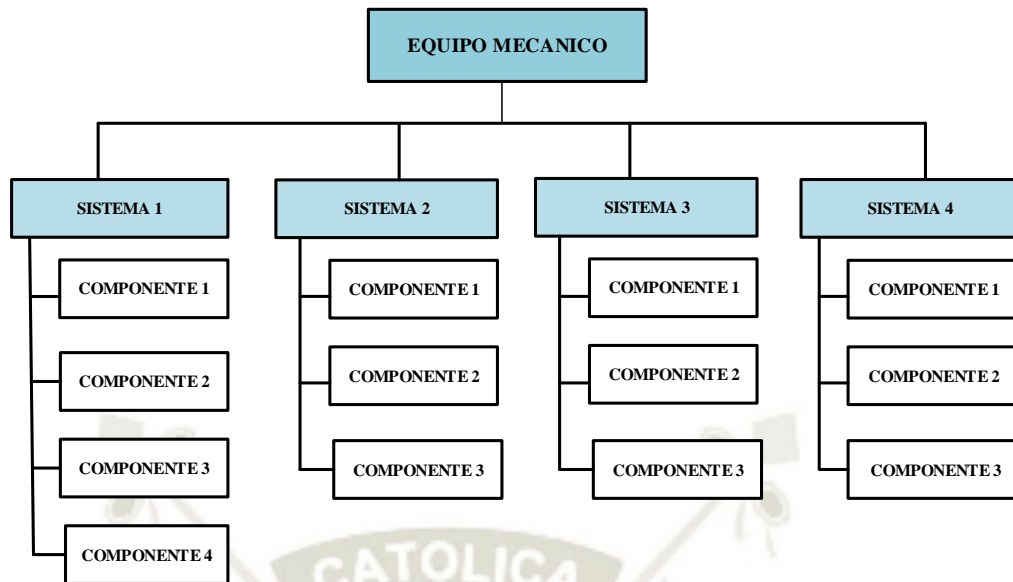 EQUIPO MECANICO
SISTEMA 1
COMPONENTE 1
COMPONENTE 2
COMPONENTE 3
COMPONENTE 4
SISTEMA 2
COMPONENTE 1
COMPONENTE 2
COMPONENTE 3
SISTEMA 3
COMPONENTE 1
COMPONENTE 2
COMPONENTE 3
SISTEMA 4
COMPONENTE 1
COMPONENTE 2
COMPONENTE 3
CATOLICA